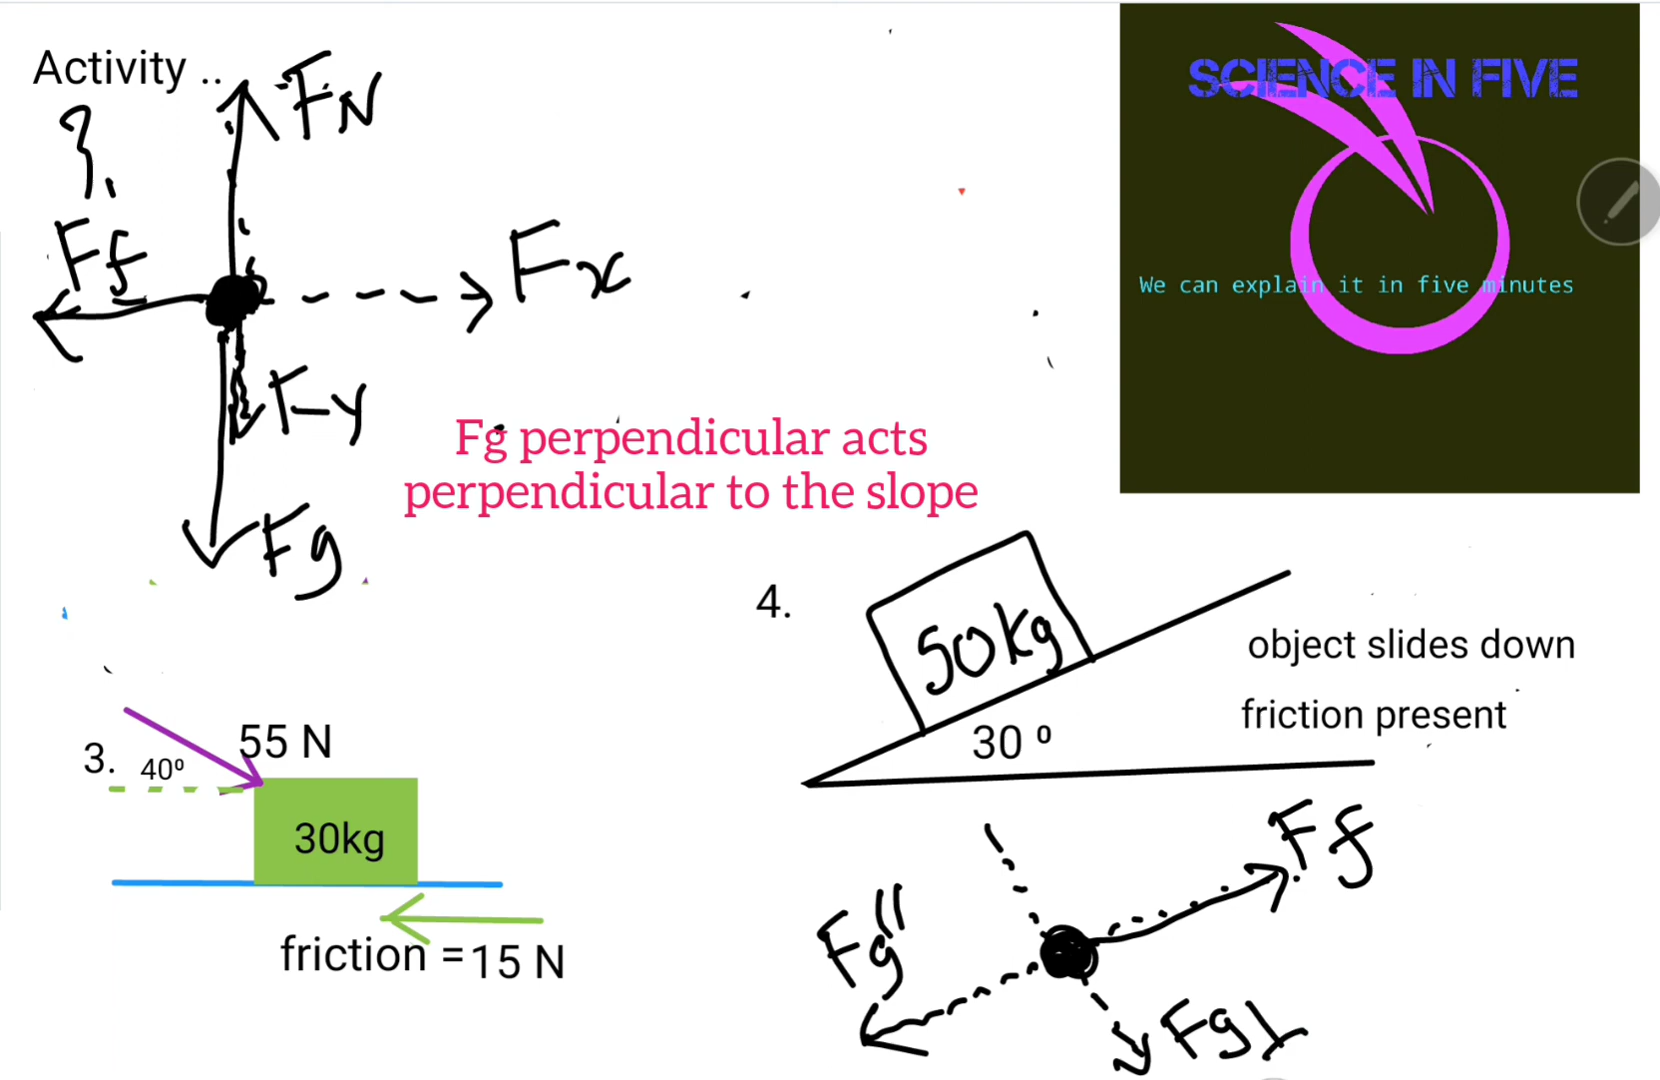 Activity ..
FN
?
Ff
Fx
Fy
Fg
SCIENCE IN FIVE
We can explain it in five minutes
Fg perpendicular acts
perpendicular to the slope
3.
40º
55 N
30kg
friction = 15 N
4.
50kg
30 º
object slides down
friction present
Ff
Fg//
Fg⊥